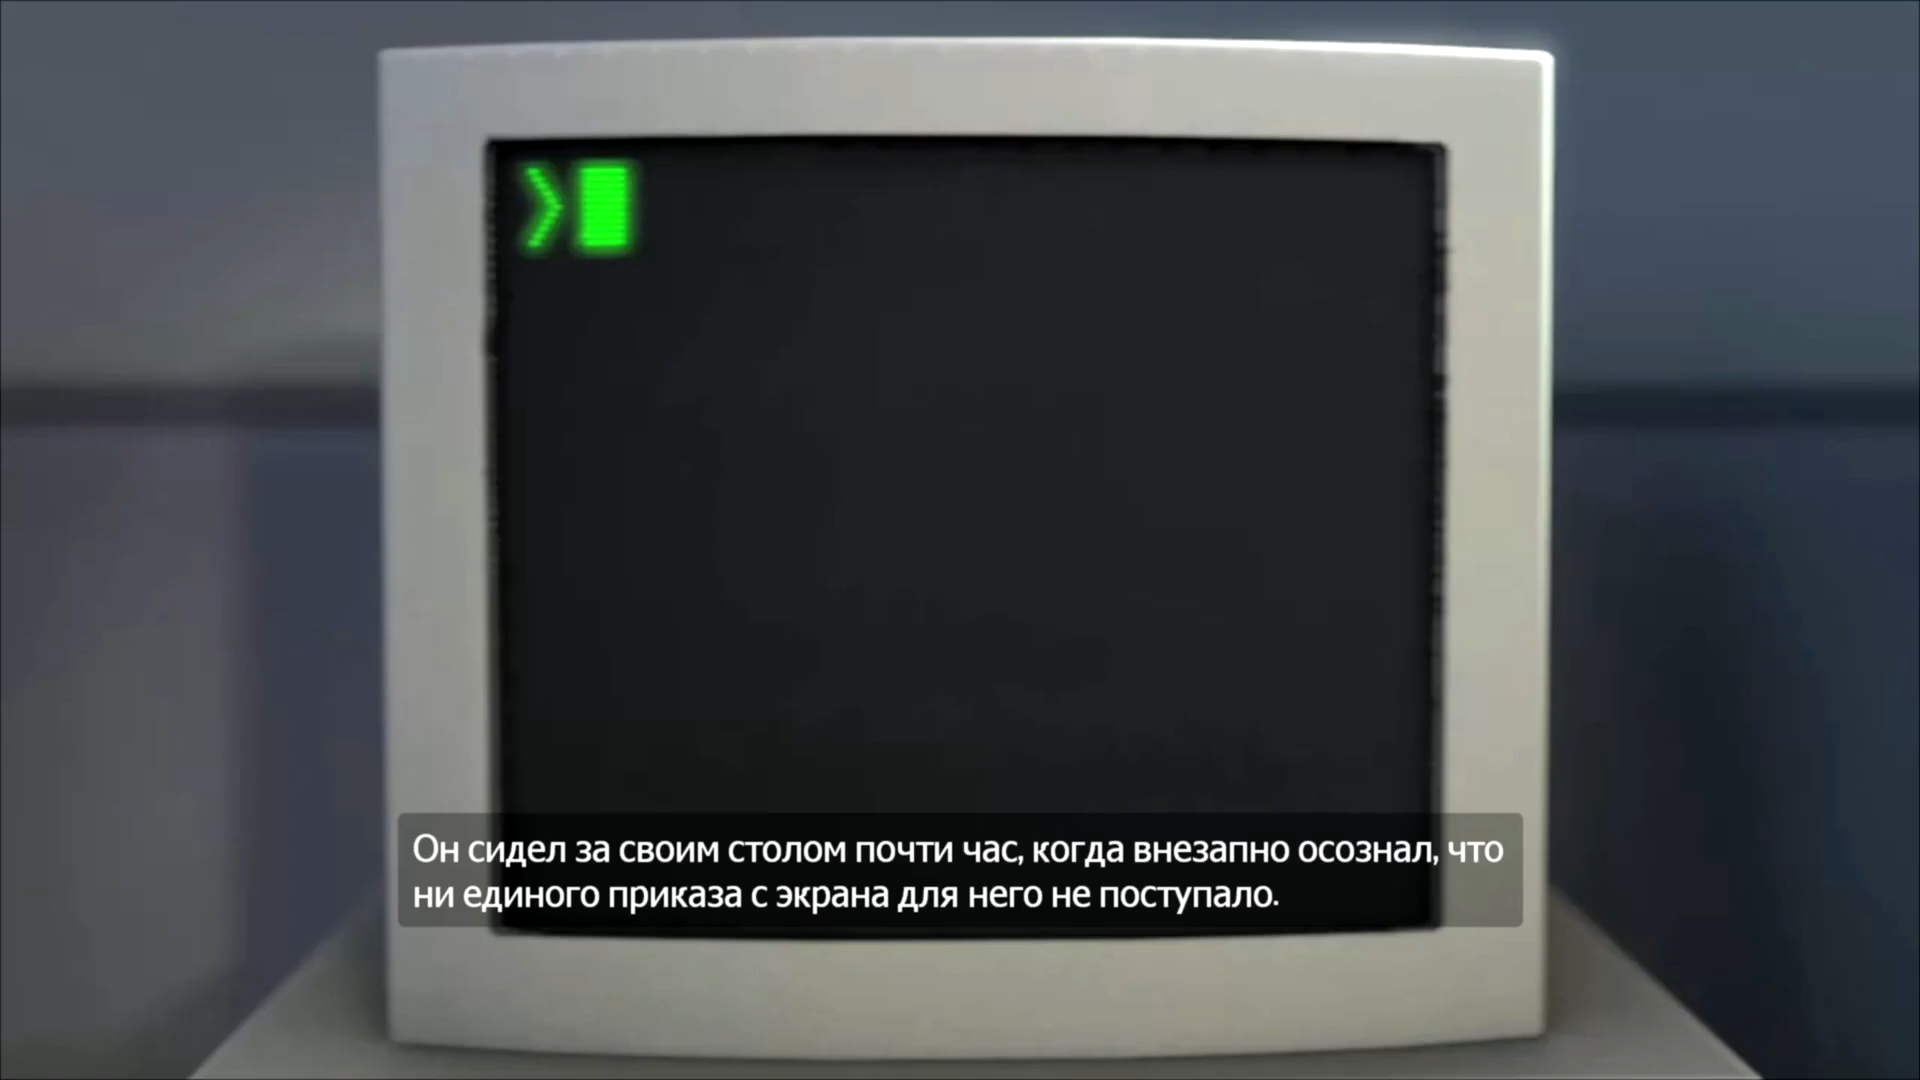 >
Он сидел за своим столом почти час, когда внезапно осознал, что
ни единого приказа с экрана для него не поступало.